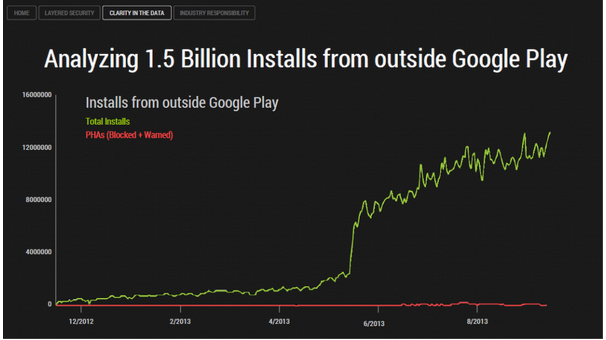 HOME LAYERED SECURITY CLARITY IN THE DATA INDUSTRY RESPONSIBILITY
Analyzing 1.5 Billion Installs from outside Google Play
Installs from outside Google Play
Total Installs
PHAs (Blocked + Warned)
16000000
12000000
8000000
4000000
0
12/2012 2/2013 4/2013 6/2013 8/2013